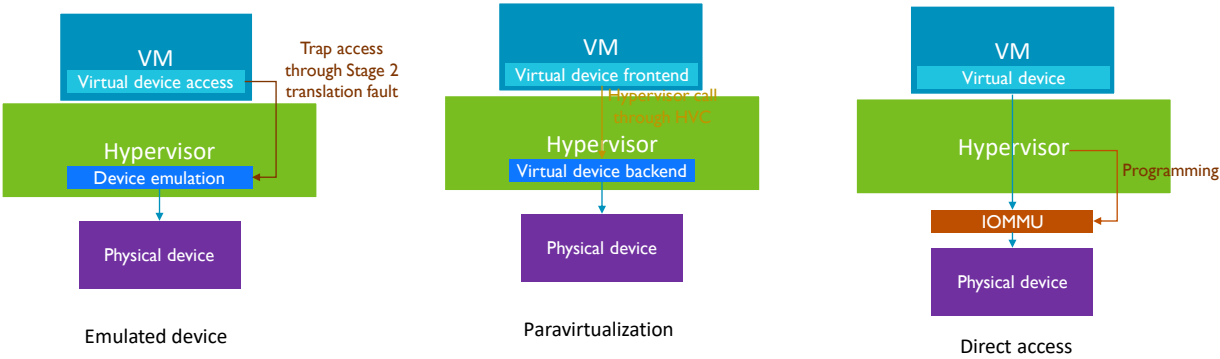 VM
Virtual device access
Trap access
through Stage 2
translation fault
Hypervisor
Device emulation
Physical device
Emulated device
VM
Virtual device frontend
Hypervisor call
through HVC
Hypervisor
Virtual device backend
Physical device
Paravirtualization
VM
Virtual device
Hypervisor
Programming
IOMMU
Physical device
Direct access